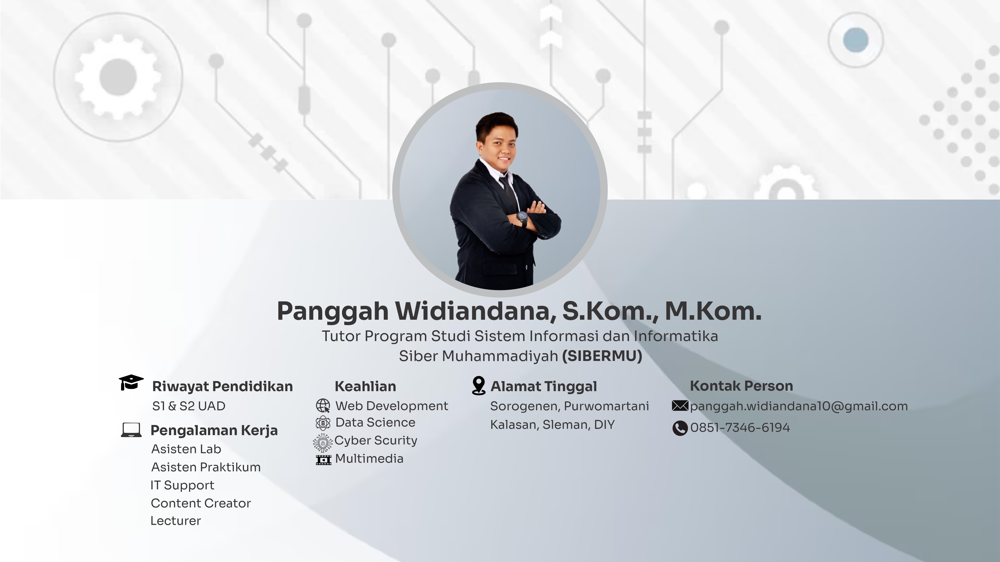 Panggah Widiandana, S.Kom., M.Kom.
Tutor Program Studi Sistem Informasi dan Informatika
Siber Muhammadiyah (SIBERMU)
Riwayat Pendidikan
S1 & S2 UAD
Pengalaman Kerja
Asisten Lab
Asisten Praktikum
IT Support
Content Creator
Lecturer
Keahlian
Web Development
Data Science
Cyber Scurity
Multimedia
Alamat Tinggal
Sorogenen, Purwomartani
Kalasan, Sleman, DIY
Kontak Person
panggah.widiandana10@gmail.com
0851-7346-6194